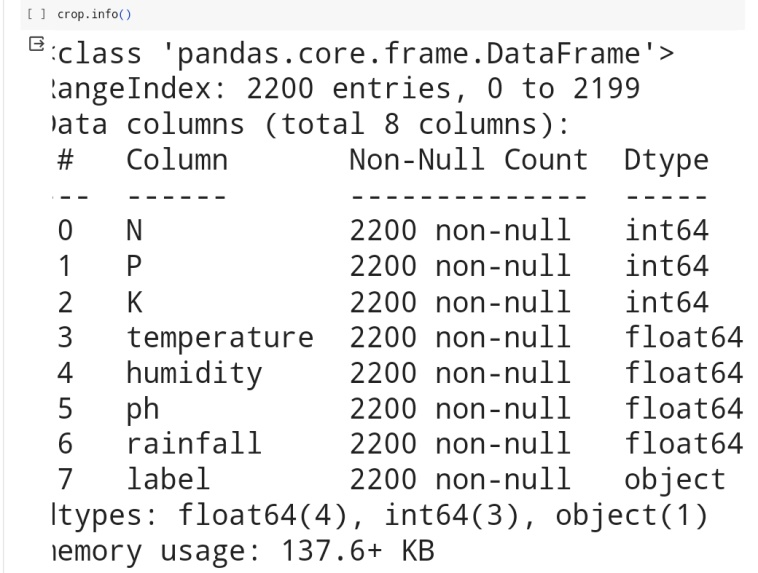 [ ] crop.info()
class 'pandas.core.frame.DataFrame'>
RangeIndex: 2200 entries, 0 to 2199
Data columns (total 8 columns):
# Column Non-Null Count Dtype
--- ------ -------------- -----
0 N 2200 non-null int64
1 P 2200 non-null int64
2 K 2200 non-null int64
3 temperature 2200 non-null float64
4 humidity 2200 non-null float64
5 ph 2200 non-null float64
6 rainfall 2200 non-null float64
7 label 2200 non-null object
dtypes: float64(4), int64(3), object(1)
memory usage: 137.6+ KB